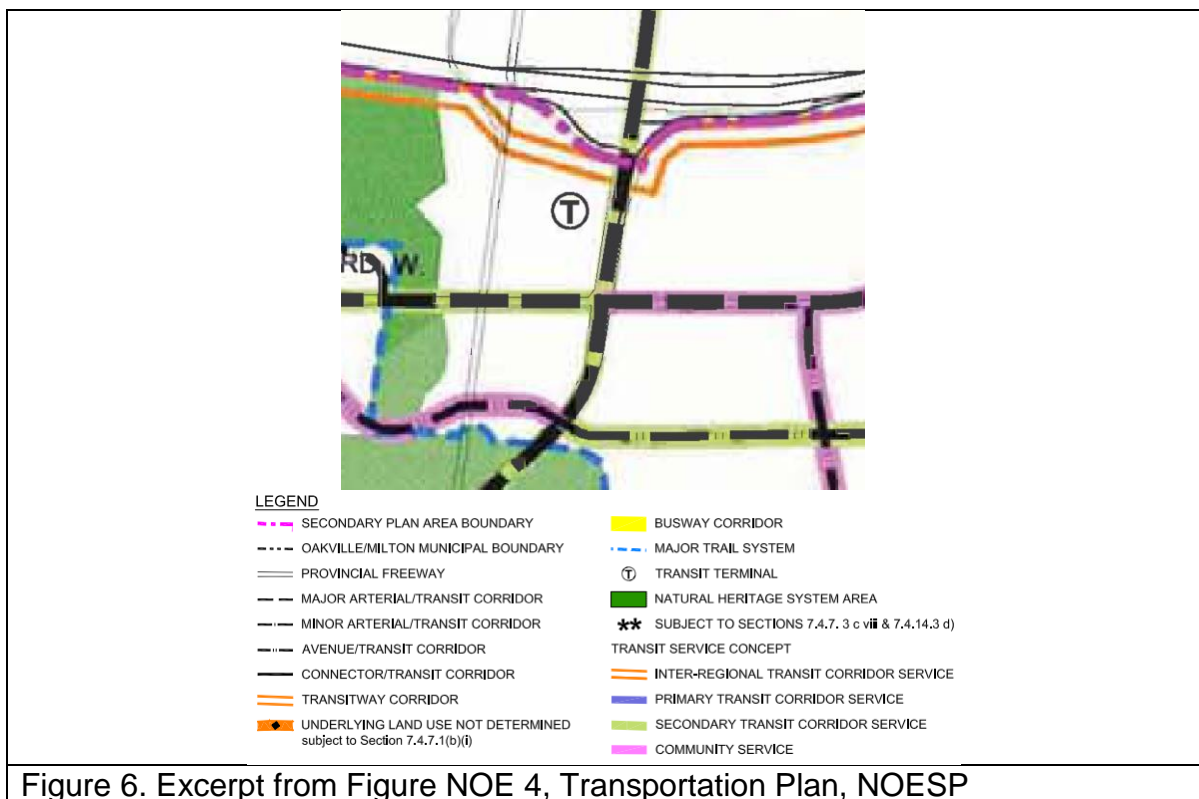 T
RD W.
LEGEND
SECONDARY PLAN AREA BOUNDARY
OAKVILLE/MILTON MUNICIPAL BOUNDARY
PROVINCIAL FREEWAY
MAJOR ARTERIAL/TRANSIT CORRIDOR
MINOR ARTERIAL/TRANSIT CORRIDOR
AVENUE/TRANSIT CORRIDOR
CONNECTOR/TRANSIT CORRIDOR
TRANSITWAY CORRIDOR
UNDERLYING LAND USE NOT DETERMINED
subject to Section 7.4.7.1(b)(i)
BUSWAY CORRIDOR
MAJOR TRAIL SYSTEM
T TRANSIT TERMINAL
NATURAL HERITAGE SYSTEM AREA
** SUBJECT TO SECTIONS 7.4.7. 3 c viii & 7.4.14.3 d)
TRANSIT SERVICE CONCEPT
INTER-REGIONAL TRANSIT CORRIDOR SERVICE
PRIMARY TRANSIT CORRIDOR SERVICE
SECONDARY TRANSIT CORRIDOR SERVICE
COMMUNITY SERVICE
Figure 6. Excerpt from Figure NOE 4, Transportation Plan, NOESP